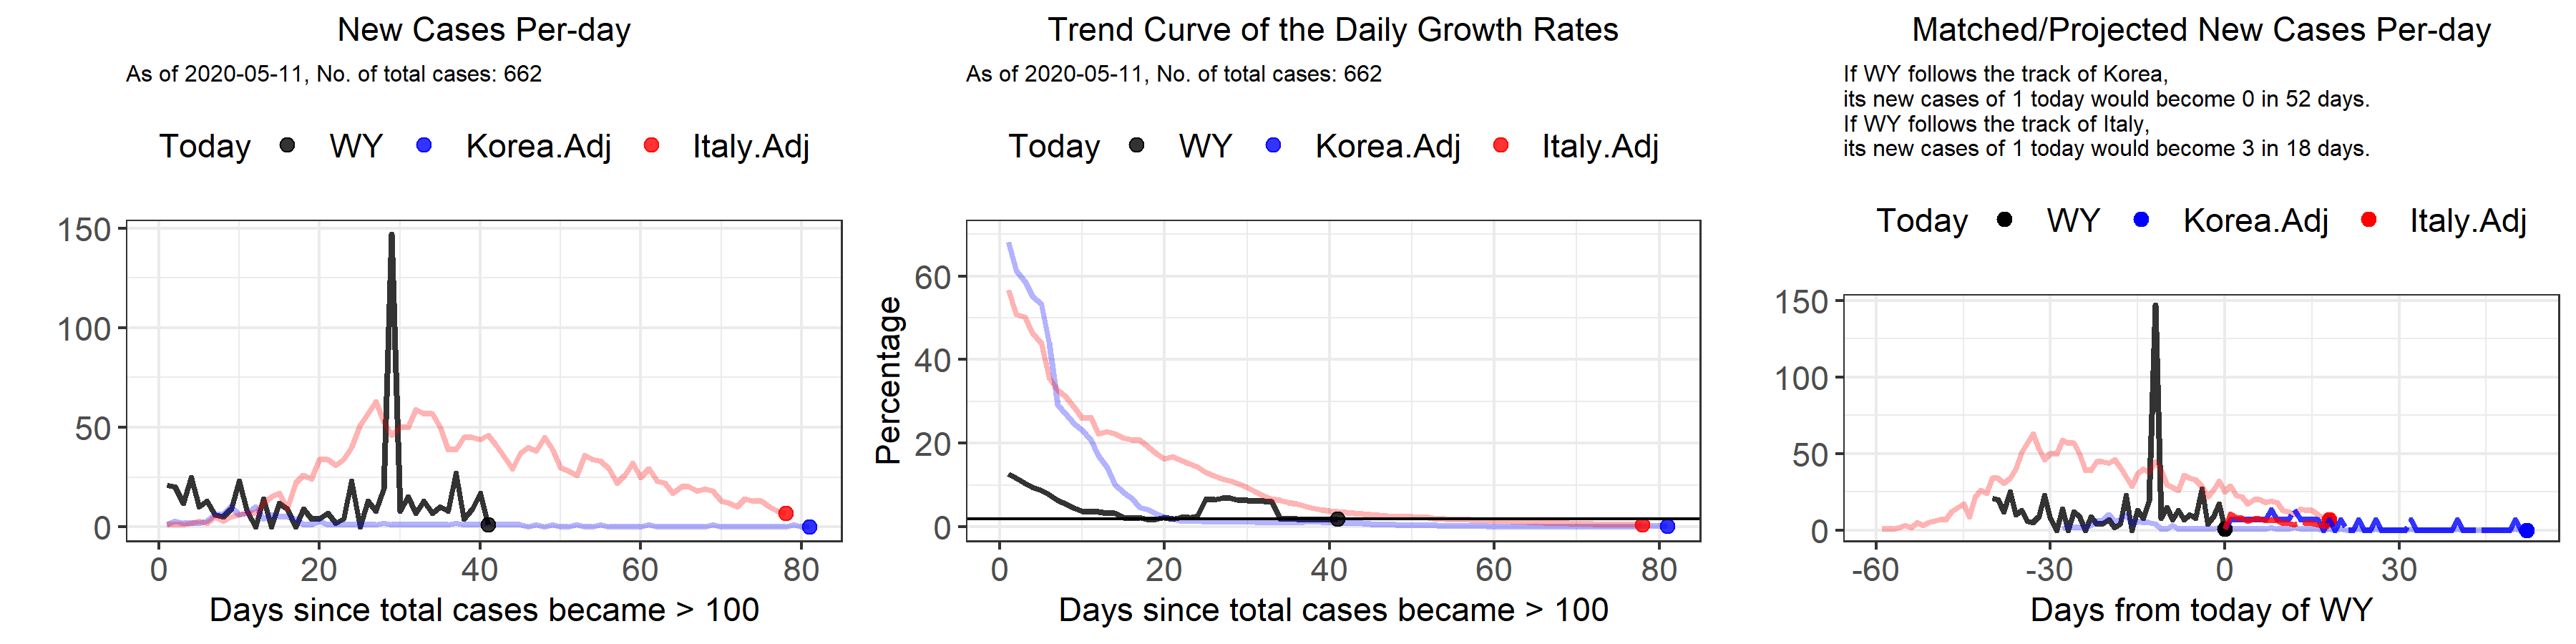 New Cases Per-day
As of 2020-05-11, No. of total cases: 662
Today WY Korea.Adj Italy.Adj
150
100
50
0
0 20 40 60 80
Days since total cases became > 100
Trend Curve of the Daily Growth Rates
As of 2020-05-11, No. of total cases: 662
Today WY Korea.Adj Italy.Adj
Percentage
60
40
20
0
0 20 40 60 80
Days since total cases became > 100
Matched/Projected New Cases Per-day
If WY follows the track of Korea,
its new cases of 1 today would become 0 in 52 days.
If WY follows the track of Italy,
its new cases of 1 today would become 3 in 18 days.
Today WY Korea.Adj Italy.Adj
150
100
50
0
-60 -30 0 30
Days from today of WY